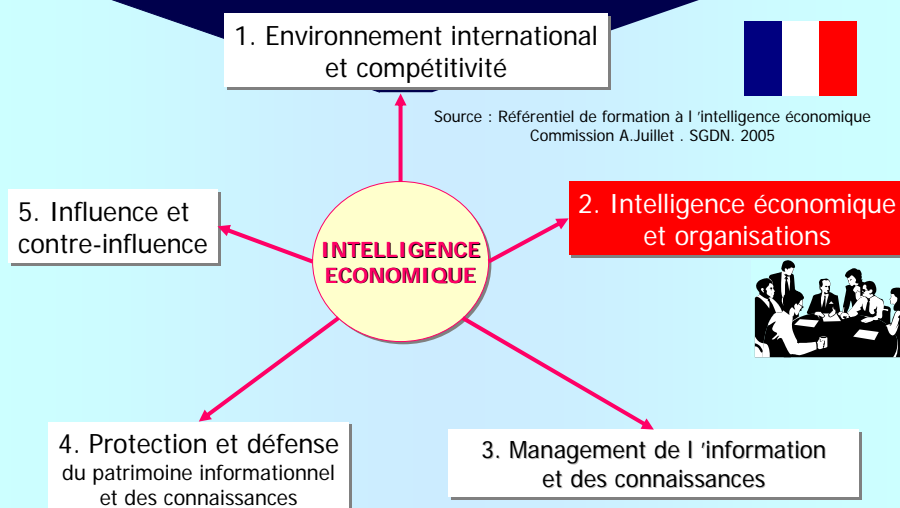 1. Environnement international
et compétitivité
Source : Référentiel de formation à l 'intelligence économique
Commission A.Juillet . SGDN. 2005
5. Influence et
contre-influence
INTELLIGENCE
ECONOMIQUE
2. Intelligence économique
et organisations
4. Protection et défense
du patrimoine informationnel
et des connaissances
3. Management de l 'information
et des connaissances